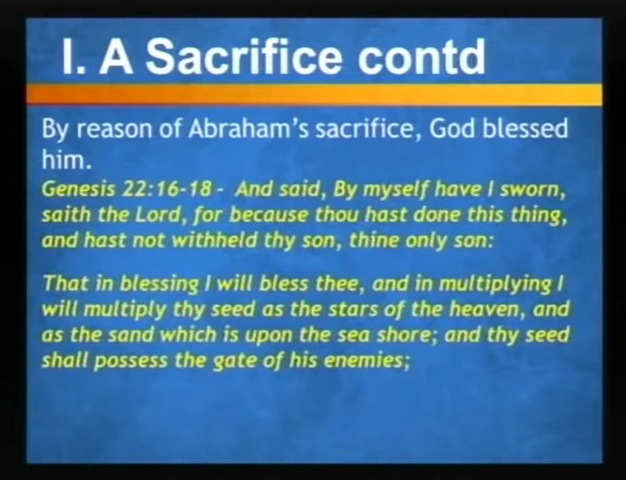 I. A Sacrifice contd
By reason of Abraham's sacrifice, God blessed
him.
Genesis 22:16-18 - And said, By myself have I sworn,
saith the Lord, for because thou hast done this thing,
and hast not withheld thy son, thine only son:
That in blessing I will bless thee, and in multiplying I
will multiply thy seed as the stars of the heaven, and
as the sand which is upon the sea shore; and thy seed
shall possess the gate of his enemies;